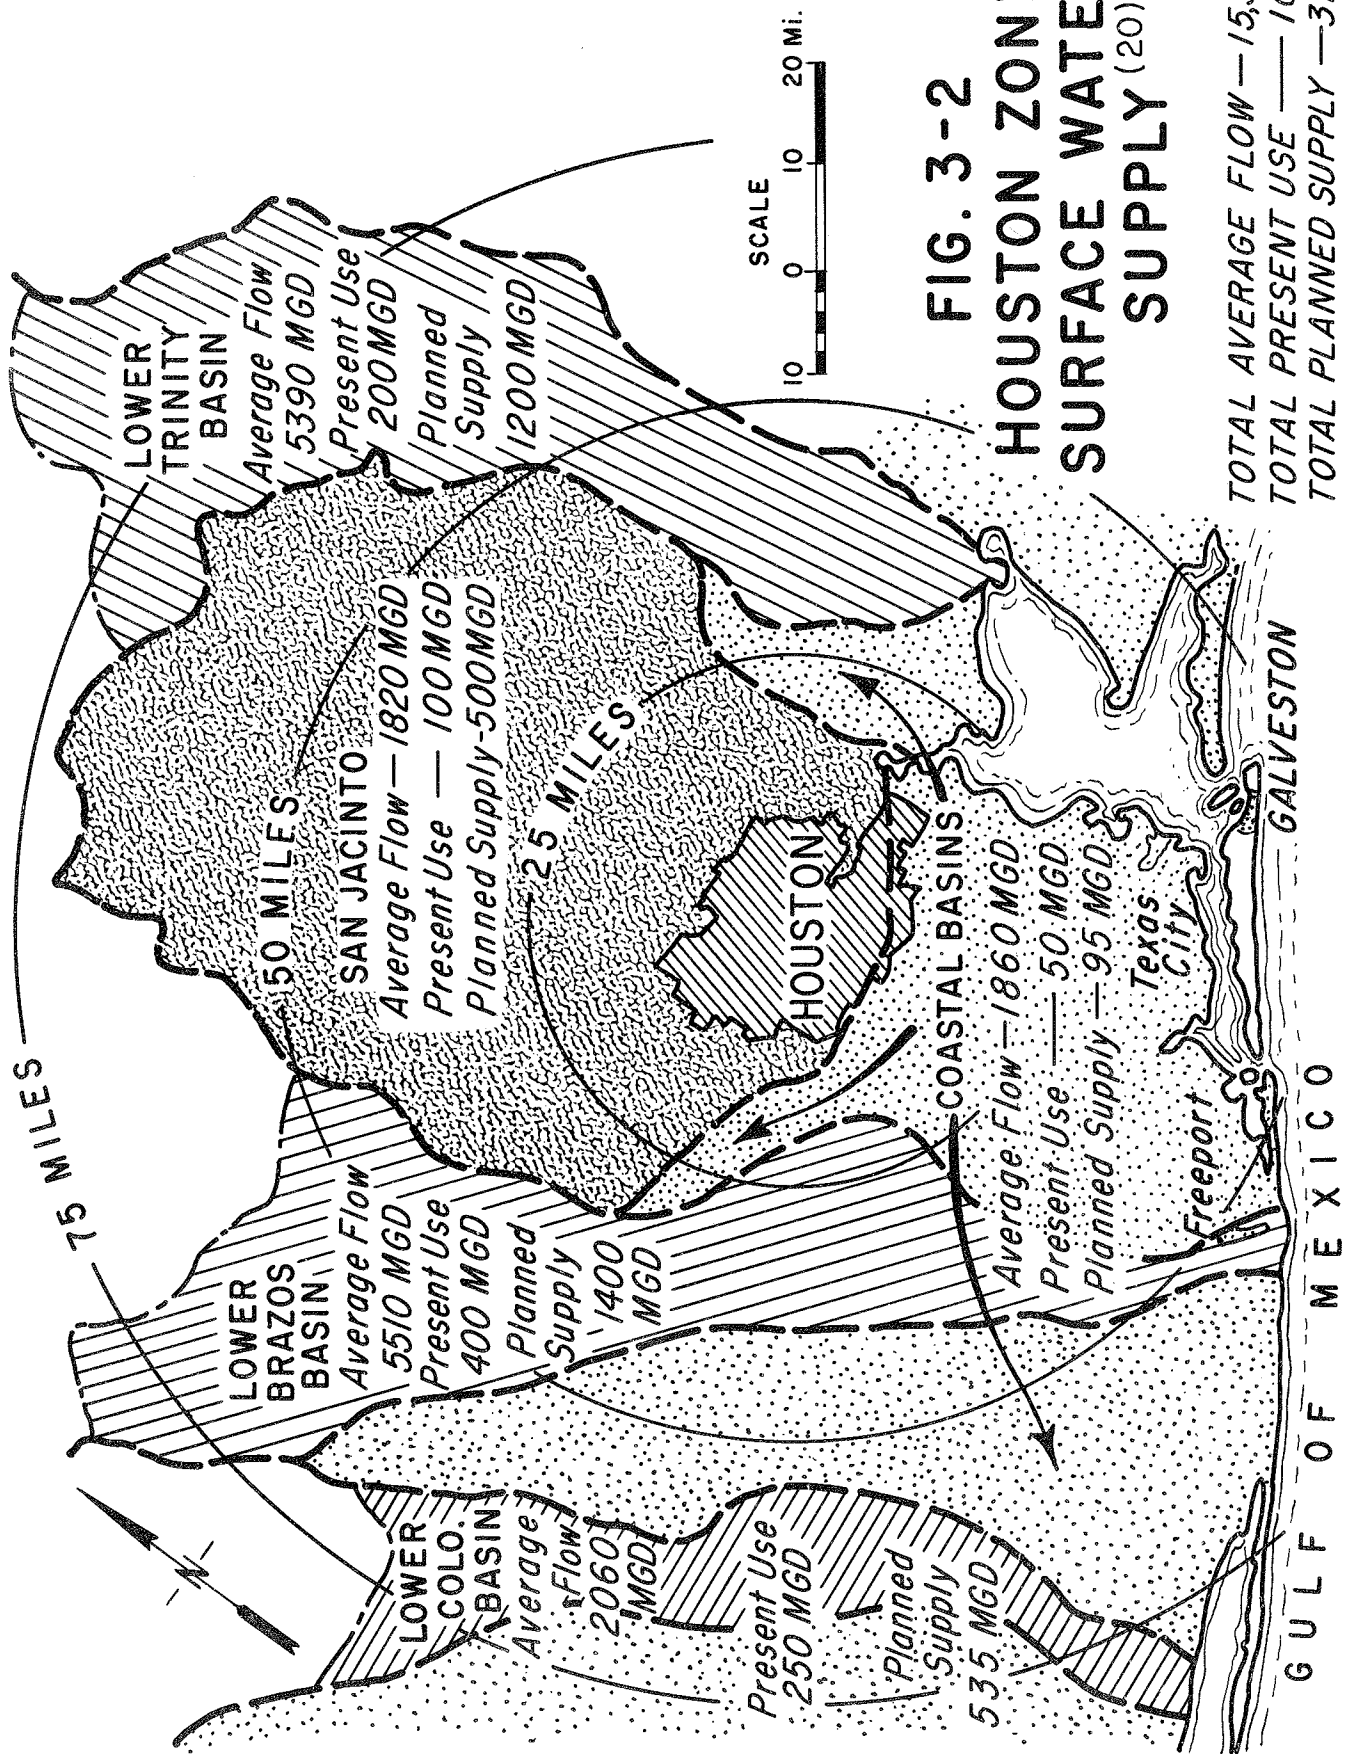 75 MILES
50 MILES
25 MILES
LOWER
TRINITY
BASIN
Average Flow
5390 MGD
Present Use
200 MGD
Planned
Supply
1200 MGD
SAN JACINTO
Average Flow—1820 MGD
Present Use — 100 MGD
Planned Supply-500 MGD
LOWER
BRAZOS
BASIN
Average Flow
5510 MGD
Present Use
400 MGD
Planned
Supply
1400
MGD
LOWER
COLO.
BASIN
Average
Flow
2060
MGD
Present Use
250 MGD
Planned
Supply
535 MGD
N
HOUSTON
COASTAL BASINS
Average Flow—1860 MGD
Present Use — 50 MGD
Planned Supply — 95 MGD
Texas
City
Freeport
GALVESTON
GULF OF MEXICO
SCALE
10 0 10 20 Mi.
FIG. 3-2
HOUSTON ZON
SURFACE WATE
SUPPLY (20)
TOTAL AVERAGE FLOW—15,
TOTAL PRESENT USE —
TOTAL PLANNED SUPPLY —